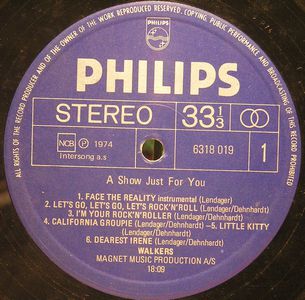 ALL RIGHTS OF THE RECORD PRODUCER AND OF THE OWNER OF THE WORK REPRODUCED RESERVED. COPYING, PUBLIC PERFORMANCE AND BROADCASTING OF THIS RECORD PROHIBITED
PHILIPS
PHILIPS
STEREO 33 1/3
NCB Ⓟ 1974 6318 019 1
Intersong a.s
A Show Just For You
1. FACE THE REALITY instrumental (Lendager)
2. LET'S GO, LET'S GO, LET'S ROCK'N'ROLL (Lendager/Dehnhardt)
3. I'M YOUR ROCK'N'ROLLER (Lendager/Dehnhardt)
4. CALIFORNIA GROUPIE (Lendager/Dehnhardt) —5. LITTLE KITTY
(Lendager/Dehnhardt)
6. DEAREST IRENE (Lendager/Dehnhardt)
WALKERS
MAGNET MUSIC PRODUCTION A/S
18:09